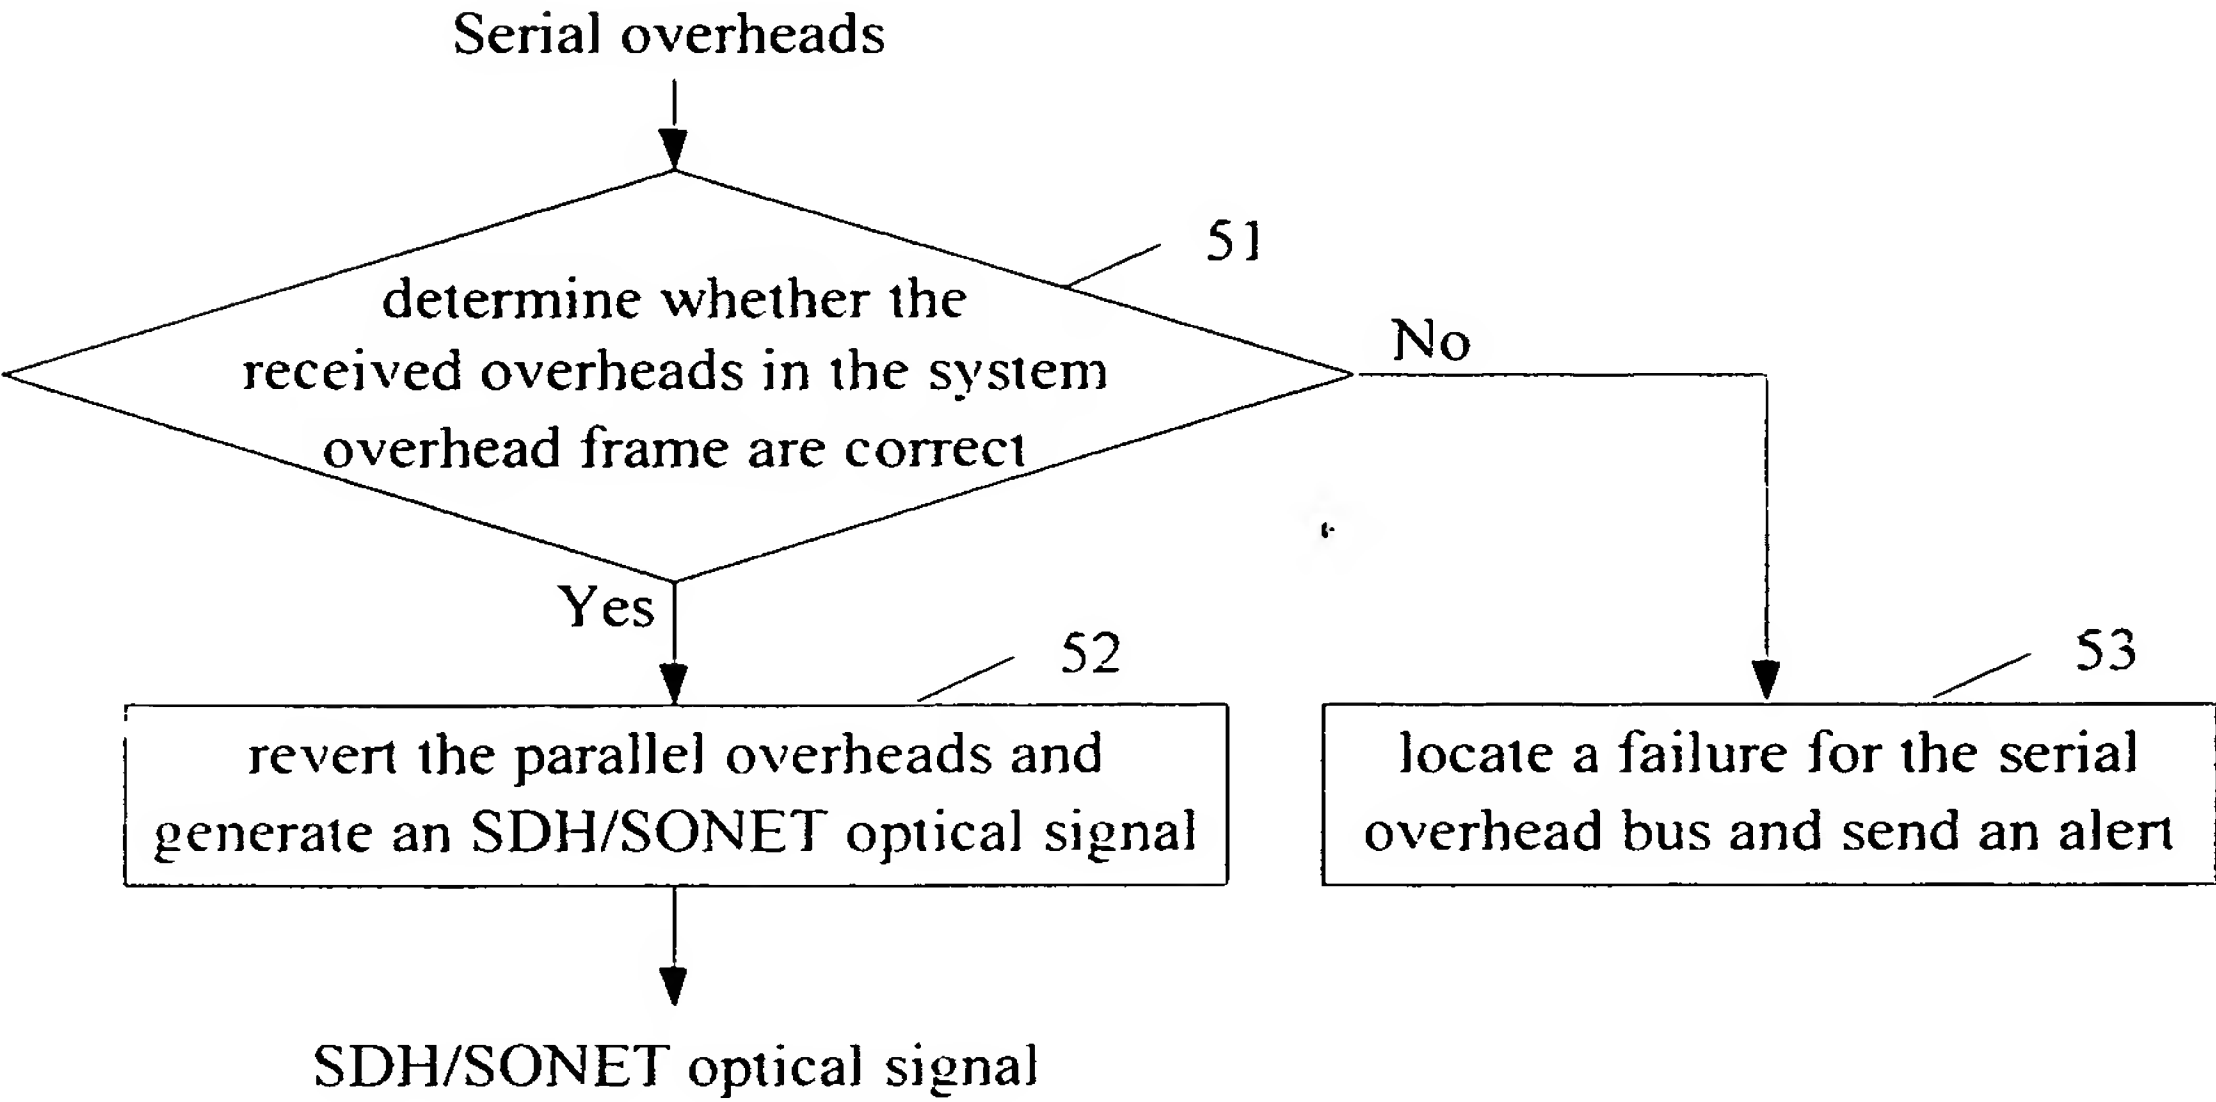 Serial overheads
51
determine whether the
received overheads in the system
overhead frame are correct
No
Yes
52
53
revert the parallel overheads and
generate an SDH/SONET optical signal
locate a failure for the serial
overhead bus and send an alert
SDH/SONET optical signal